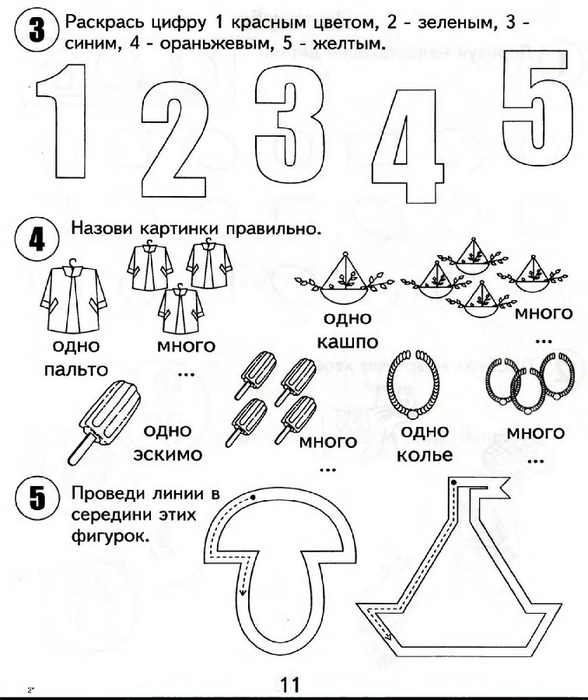 3 Раскрась цифру 1 красным цветом, 2 - зеленым, 3 -
синим, 4 - ораньжевым, 5 - желтым.
1 2 3 4 5
4 Назови картинки правильно.
одно
пальто
много
...
одно
кашпо
много
...
одно
эскимо
много
...
одно
колье
много
...
5 Проведи линии в
середини этих
фигурок.
2*
11